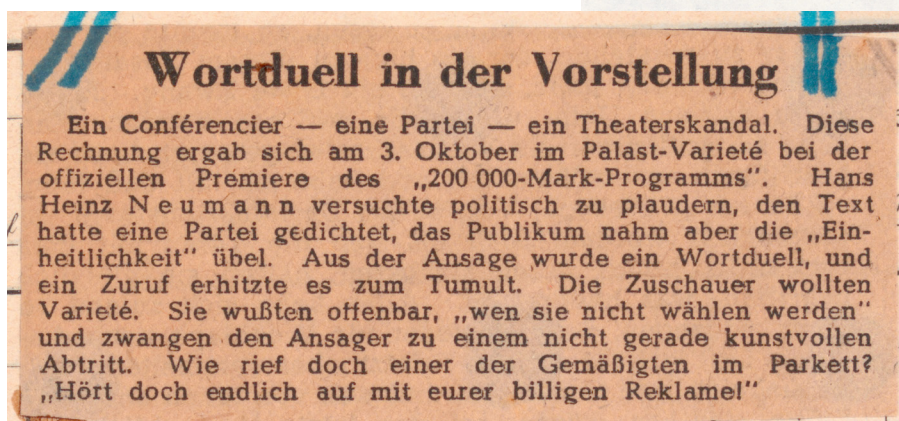 Wortduell in der Vorstellung
Ein Conférencier — eine Partei — ein Theaterskandal. Diese
Rechnung ergab sich am 3. Oktober im Palast-Varieté bei der
offiziellen Premiere des „200 000-Mark-Programms". Hans
Heinz Neumann versuchte politisch zu plaudern, den Text
hatte eine Partei gedichtet, das Publikum nahm aber die „Ein-
heitlichkeit" übel. Aus der Ansage wurde ein Wortduell, und
ein Zuruf erhitzte es zum Tumult. Die Zuschauer wollten
Varieté. Sie wußten offenbar, „wen sie nicht wählen werden"
und zwangen den Ansager zu einem nicht gerade kunstvollen
Abtritt. Wie rief doch einer der Gemäßigten im Parkett?
„Hört doch endlich auf mit eurer billigen Reklame!"